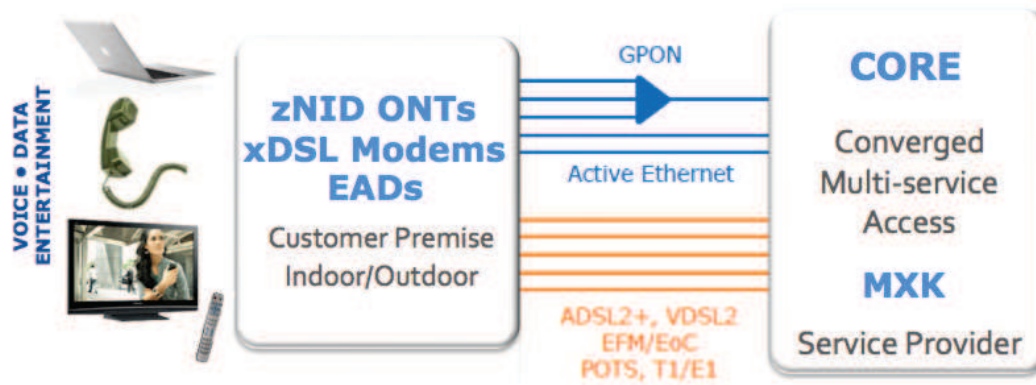 VOICE ● DATA
ENTERTAINMENT
zNID ONTs
xDSL Modems
EADs
Customer Premise
Indoor/Outdoor
GPON
Active Ethernet
ADSL2+, VDSL2
EFM/EoC
POTS, T1/E1
CORE
Converged
Multi-service
Access
MXK
Service Provider